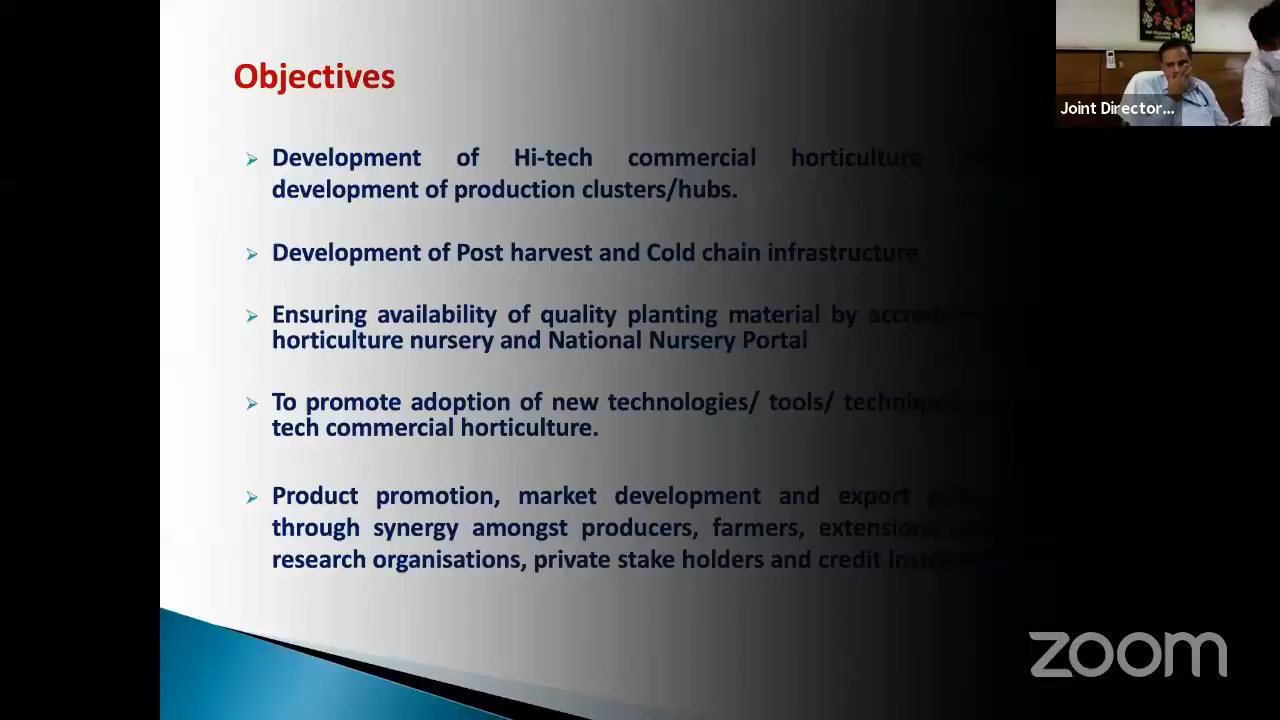 Objectives
Development of Hi-tech commercial horticulture
development of production clusters/hubs.
Development of Post harvest and Cold chain infrastructure
Ensuring availability of quality planting material by
horticulture nursery and National Nursery Portal
To promote adoption of new technologies/ tools/
tech commercial horticulture.
Product promotion, market development and export
through synergy amongst producers, farmers, extensions
research organisations, private stake holders and credit
Joint Director...
zoom